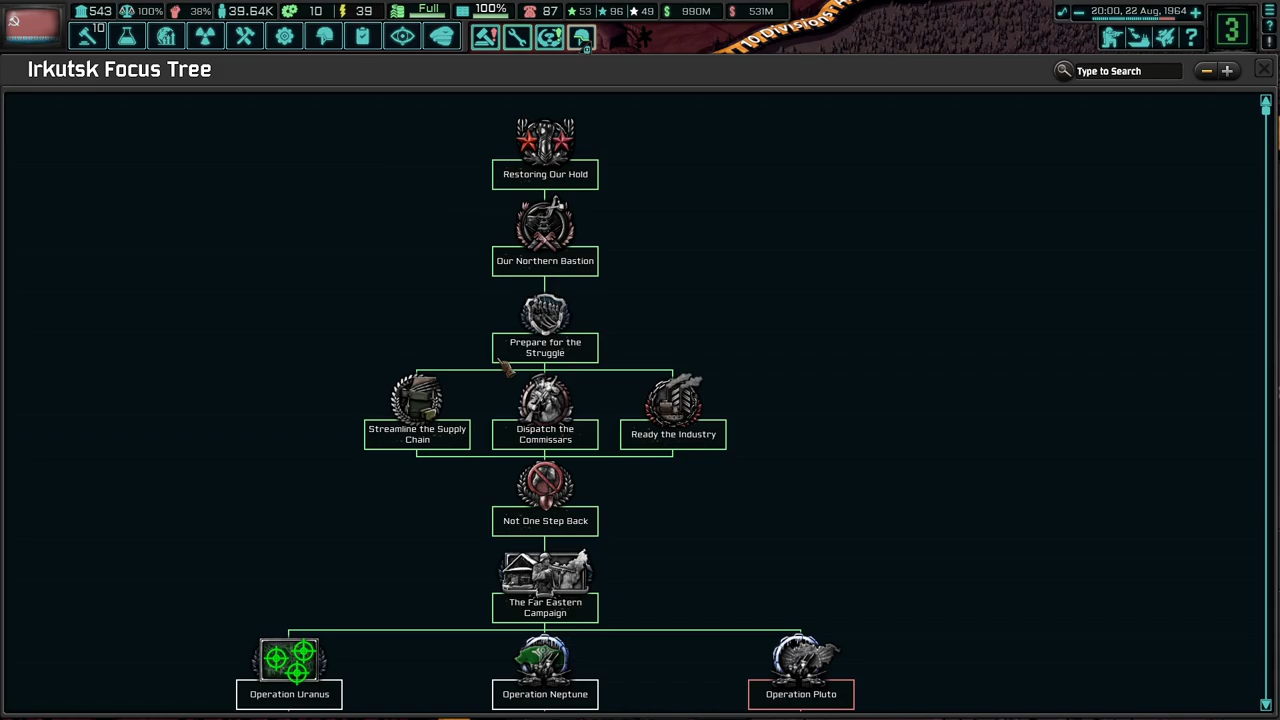 543 100% 38% 39.64K 10 39 Full 100% 87 53 96 49 $ 990M $ 531M
10 Divisions
20:00, 22 Aug, 1964
10
3
Irkutsk Focus Tree
Type to Search
Restoring Our Hold
Our Northern Bastion
Prepare for the
Struggle
Streamline the Supply
Chain
Dispatch the
Commissars
Ready the Industry
Not One Step Back
The Far Eastern
Campaign
Operation Uranus
Operation Neptune
Operation Pluto